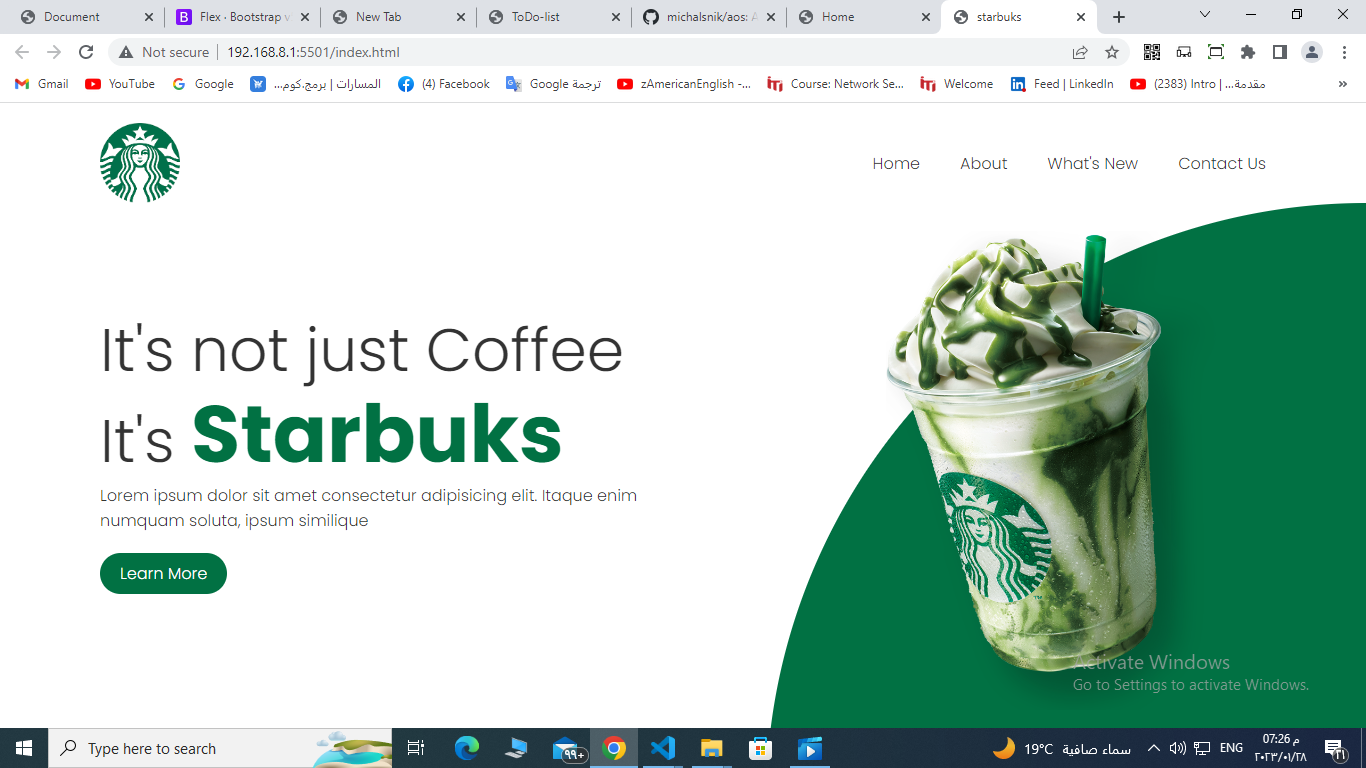 Document
Flex · Bootstrap v
New Tab
ToDo-list
michalsnik/aos: A
Home
starbuks
Not secure
192.168.8.1:5501/index.html
Gmail
YouTube
Google
المسارات | برمج.كوم...
(4) Facebook
ترجمة Google
zAmericanEnglish -...
Course: Network Se...
Welcome
Feed | LinkedIn
(2383) Intro | مقدمة...
»
Home
About
What's New
Contact Us
It's not just Coffee
It's Starbuks
Lorem ipsum dolor sit amet consectetur adipisicing elit. Itaque enim
numquam soluta, ipsum similique
Learn More
Activate Windows
Go to Settings to activate Windows.
Type here to search
٩٩+
19°C سماء صافية
ENG
07:26 م
٢٠٢٣/٠١/٢٨
١٦